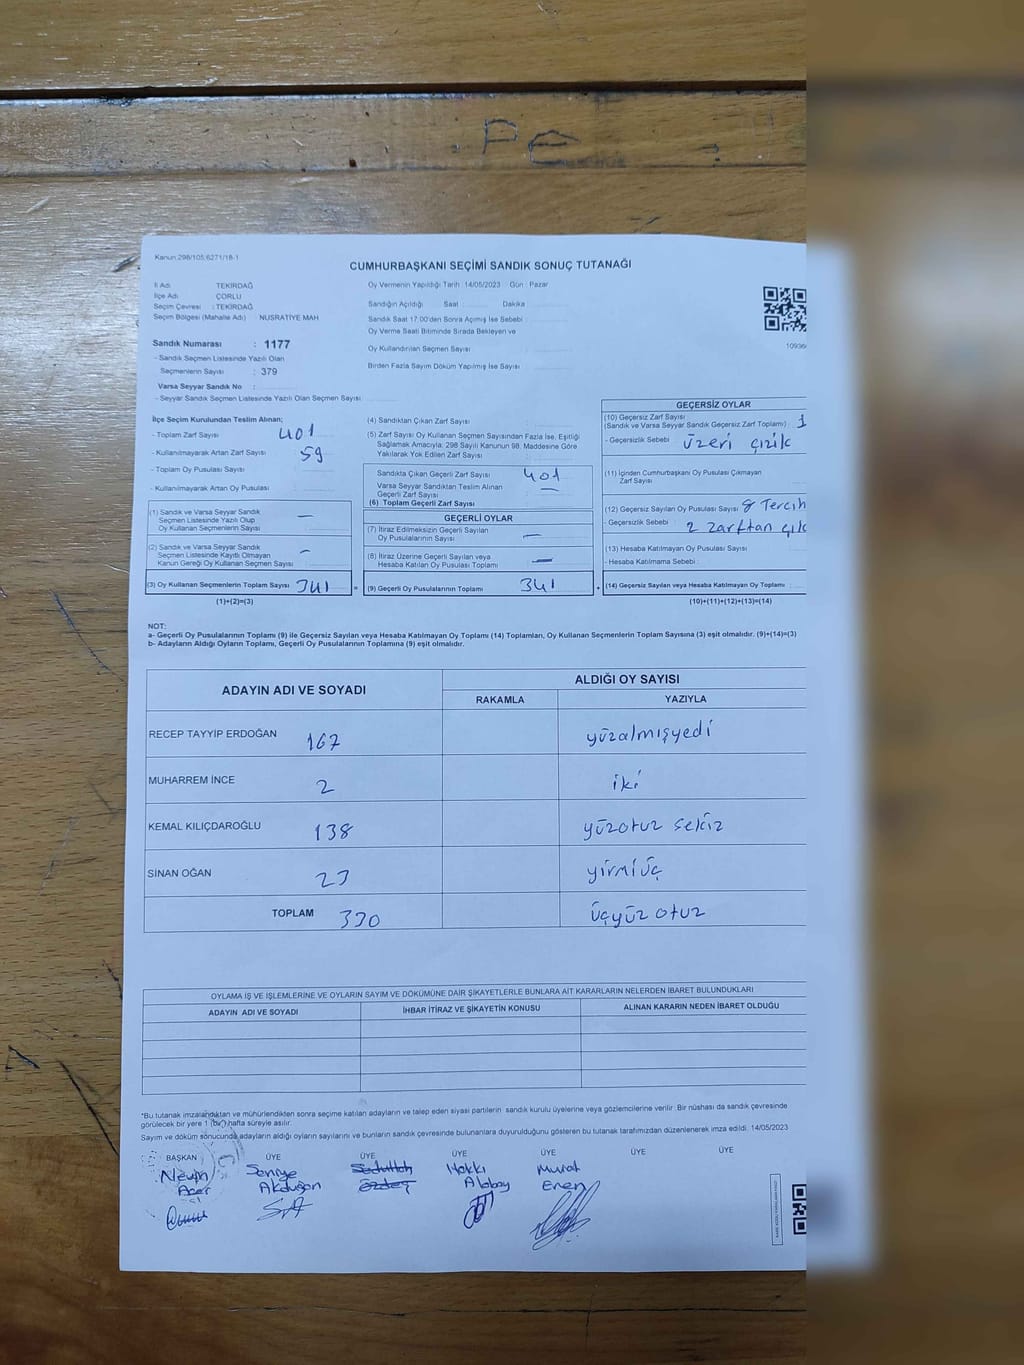 Pe
Kanun 298/105;6271/18-1
CUMHURBAŞKANI SEÇİMİ SANDIK SONUÇ TUTANAĞI
İl Adı TEKİRDAĞ
İlçe Adı ÇORLU
Seçim Çevresi : TEKİRDAĞ
Seçim Bölgesi (Mahalle Adı) NUSRATİYE MAH
Sandık Numarası : 1177
- Sandık Seçmen Listesinde Yazılı Olan
Seçmenlerin Sayısı : 379
Varsa Seyyar Sandık No :
- Seyyar Sandık Seçmen Listesinde Yazılı Olan Seçmen Sayısı
Oy Vermenin Yapıldığı Tarih 14/05/2023 Gün : Pazar
Sandığın Açıldığı Saat : Dakika
Sandık Saat 17:00'den Sonra Açılmış İse Sebebi :
Oy Verme Saati Bitiminde Sırada Bekleyen ve
Oy Kullandırılan Seçmen Sayısı
Birden Fazla Sayım Döküm Yapılmış İse Sayısı
10936
İlçe Seçim Kurulundan Teslim Alınan;
- Toplam Zarf Sayısı 401
- Kullanılmayarak Artan Zarf Sayısı 59
- Toplam Oy Pusulası Sayısı
- Kullanılmayarak Artan Oy Pusulası
(1) Sandık ve Varsa Seyyar Sandık
Seçmen Listesinde Yazılı Olup
Oy Kullanan Seçmenlerin Sayısı —
(2) Sandık ve Varsa Seyyar Sandık
Seçmen Listesinde Kayıtlı Olmayan
Kanun Gereği Oy Kullanan Seçmen Sayısı —
(3) Oy Kullanan Seçmenlerin Toplam Sayısı 341
(1)+(2)=(3)
(4) Sandıktan Çıkan Zarf Sayısı
(5) Zarf Sayısı Oy Kullanan Seçmen Sayısından Fazla İse, Eşitliği
Sağlamak Amacıyla; 298 Sayılı Kanunun 98. Maddesine Göre
Yakılarak Yok Edilen Zarf Sayısı
Sandıkta Çıkan Geçerli Zarf Sayısı 401
Varsa Seyyar Sandıktan Teslim Alınan
Geçerli Zarf Sayısı —
(6) Toplam Geçerli Zarf Sayısı
GEÇERLİ OYLAR
(7) İtiraz Edilmeksizin Geçerli Sayılan
Oy Pusulası Sayısı —
(8) İtiraz Üzerine Geçerli Sayılan veya
Hesaba Katılan Oy Pusulası Toplamı —
(9) Geçerli Oy Pusulalarının Toplamı 341
GEÇERSİZ OYLAR
(10) Geçersiz Zarf Sayısı
(Sandık ve Varsa Seyyar Sandık Geçersiz Zarf Toplamı) : 1
- Geçersizlik Sebebi üzeri çizik
(11) İçinden Cumhurbaşkanı Oy Pusulası Çıkmayan
Zarf Sayısı
(12) Geçersiz Sayılan Oy Pusulası Sayısı 8 Tercih
- Geçersizlik Sebebi 2 zarftan
(13) Hesaba Katılmayan Oy Pusulası Sayısı
- Hesaba Katılmama Sebebi
(14) Geçersiz Sayılan veya Hesaba Katılmayan Oy Toplamı
(10)+(11)+(12)+(13)=(14)
NOT:
a- Geçerli Oy Pusulalarının Toplamı (9) ile Geçersiz Sayılan veya Hesaba Katılmayan Oy Toplamı (14) Toplamları, Oy Kullanan Seçmenlerin Toplam Sayısına (3) eşit olmalıdır. (9)+(14)=(3)
b- Adayların Aldığı Oyların Toplamı, Geçerli Oy Pusulalarının Toplamına (9) eşit olmalıdır.
ADAYIN ADI VE SOYADI ALDIĞI OY SAYISI
RAKAMLA YAZIYLA
RECEP TAYYİP ERDOĞAN 167 yüzalmışyedi
MUHARREM İNCE 2 iki
KEMAL KILIÇDAROĞLU 138 yüzotuz sekiz
SİNAN OĞAN 23 yirmi üç
TOPLAM 330 üçyüz otuz
OYLAMA İŞ VE İŞLEMLERİNE VE OYLARIN SAYIM VE DÖKÜMÜNE DAİR ŞİKAYETLERLE BUNLARA AİT KARARLARIN NELERDEN İBARET BULUNDUKLARI
ADAYIN ADI VE SOYADI İHBAR İTİRAZ VE ŞİKAYETİN KONUSU ALINAN KARARIN NEDEN İBARET OLDUĞU
*Bu tutanak imzalandıktan ve mühürlendikten sonra seçime katılan adayların ve talep eden siyasi partilerin sandık kurulu üyelerine veya gözlemcilerine verilir. Bir nüshası da sandık çevresinde
görülecek bir yere 1 (bir) hafta süreyle asılır.
Sayım ve döküm sonucunda adayların aldığı oyların sayılarını ve bunların sandık çevresinde bulunanlara duyurulduğunu gösteren bu tutanak tarafımızdan düzenlenerek imza edildi. 14/05/2023
BAŞKAN ÜYE ÜYE ÜYE ÜYE ÜYE ÜYE
Saniye Hakkı Murat
Acar Akdoğan Özdeş Eren